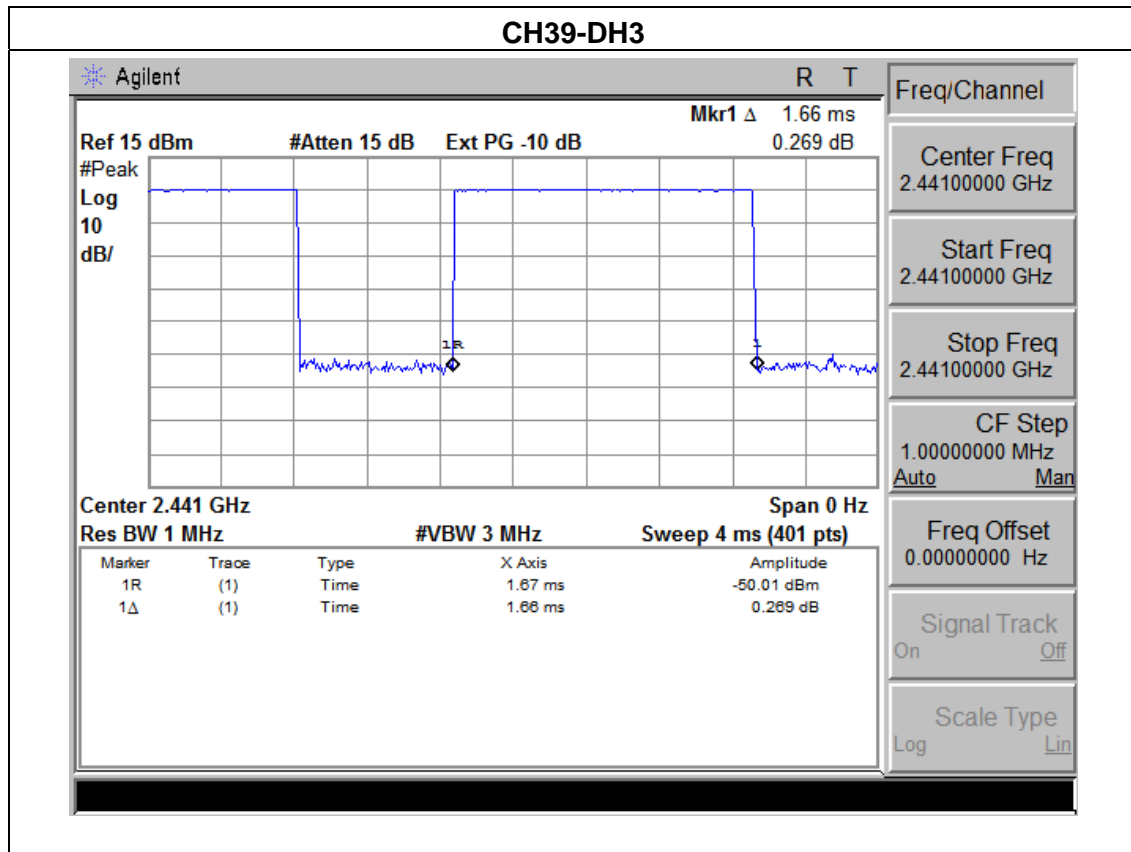 CH39-DH3
Agilent R T
Mkr1 Δ 1.66 ms
Ref 15 dBm #Atten 15 dB Ext PG -10 dB 0.269 dB
#Peak
Log
10
dB/
1R
1
Center 2.441 GHz Span 0 Hz
Res BW 1 MHz #VBW 3 MHz Sweep 4 ms (401 pts)
Marker Trace Type X Axis Amplitude
1R (1) Time 1.67 ms -50.01 dBm
1Δ (1) Time 1.66 ms 0.269 dB
Freq/Channel
Center Freq
2.44100000 GHz
Start Freq
2.44100000 GHz
Stop Freq
2.44100000 GHz
CF Step
1.00000000 MHz
Auto Man
Freq Offset
0.00000000 Hz
Signal Track
On Off
Scale Type
Log Lin